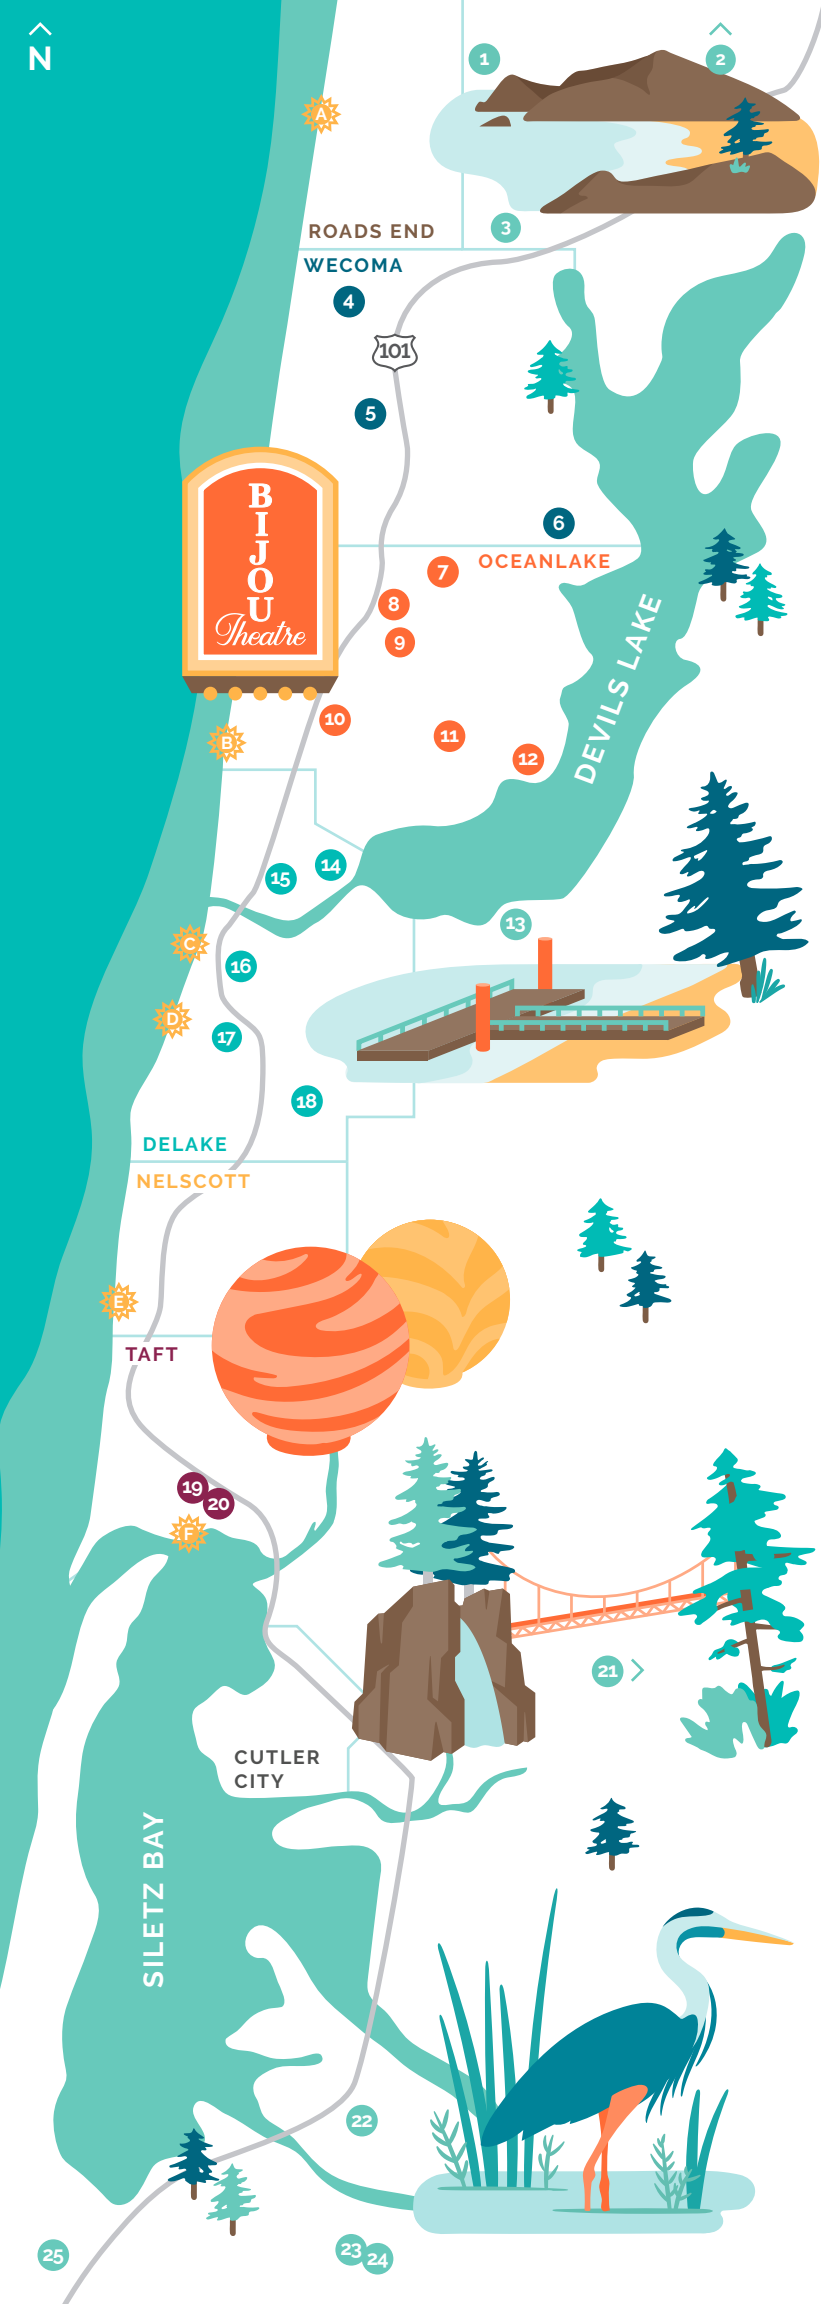 N
1
2
A
ROADS END
3
WECOMA
4
101
5
BIJOU
Theatre
6
OCEANLAKE
7
8
9
DEVILS LAKE
10
B
11
12
14
15
13
C
16
D
17
18
DELAKE
NELSCOTT
E
TAFT
19
20
F
21
CUTLER
CITY
SILETZ BAY
22
23
24
25